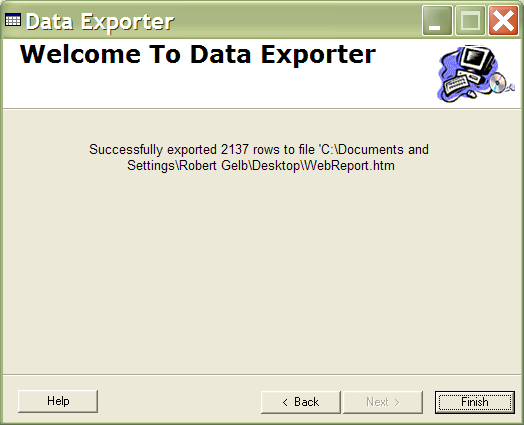 Data Exporter
Welcome To Data Exporter
Successfully exported 2137 rows to file 'C:\Documents and
Settings\Robert Gelb\Desktop\WebReport.htm
Help
< Back
Next >
Finish